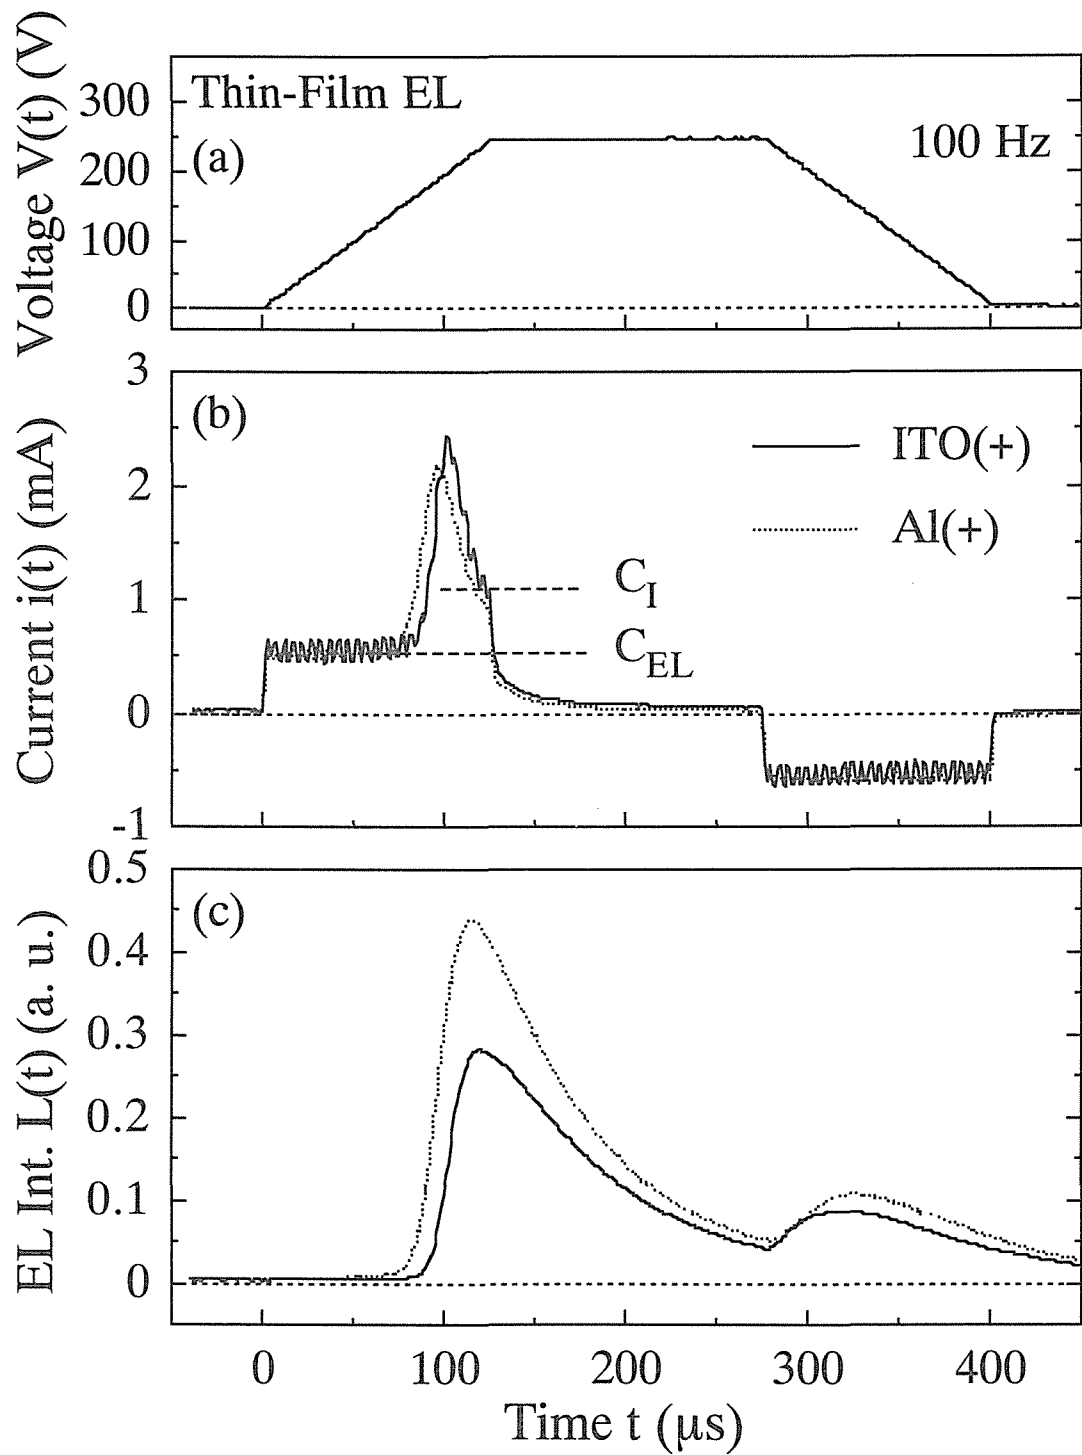 Voltage V(t) (V)
300
200
100
0
Thin-Film EL
(a)
100 Hz
Current i(t) (mA)
3
2
1
0
-1
(b)
ITO(+)
Al(+)
C_I
C_EL
EL Int. L(t) (a. u.)
0.5
0.4
0.3
0.2
0.1
0
(c)
0 100 200 300 400
Time t (μs)